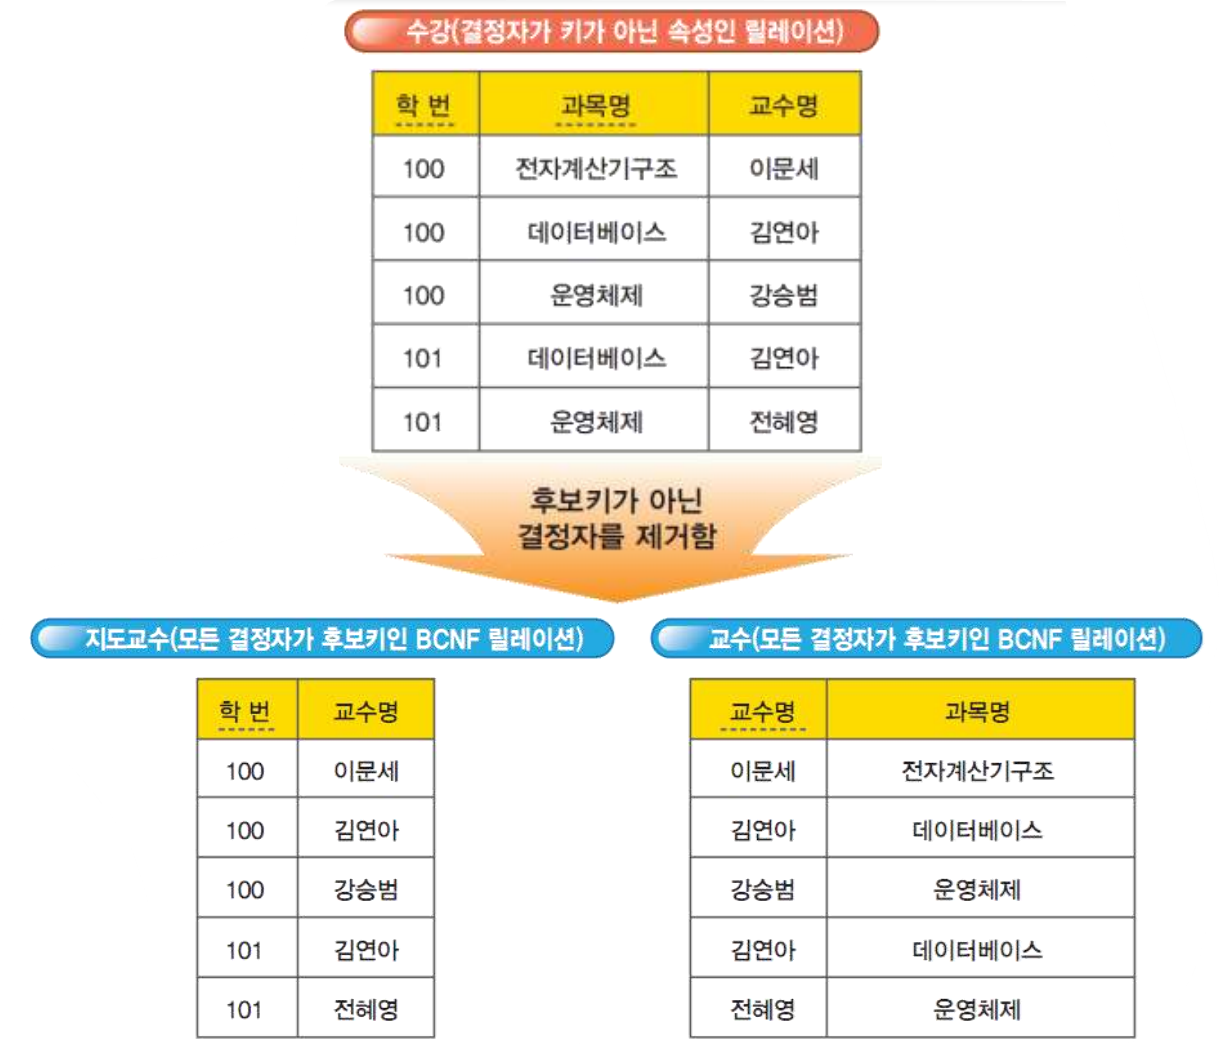 수강(결정자가 키가 아닌 속성인 릴레이션)
학 번 과목명 교수명
100 전자계산기구조 이문세
100 데이터베이스 김연아
100 운영체제 강승범
101 데이터베이스 김연아
101 운영체제 전혜영
후보키가 아닌
결정자를 제거함
지도교수(모든 결정자가 후보키인 BCNF 릴레이션)
학 번 교수명
100 이문세
100 김연아
100 강승범
101 김연아
101 전혜영
교수(모든 결정자가 후보키인 BCNF 릴레이션)
교수명 과목명
이문세 전자계산기구조
김연아 데이터베이스
강승범 운영체제
김연아 데이터베이스
전혜영 운영체제